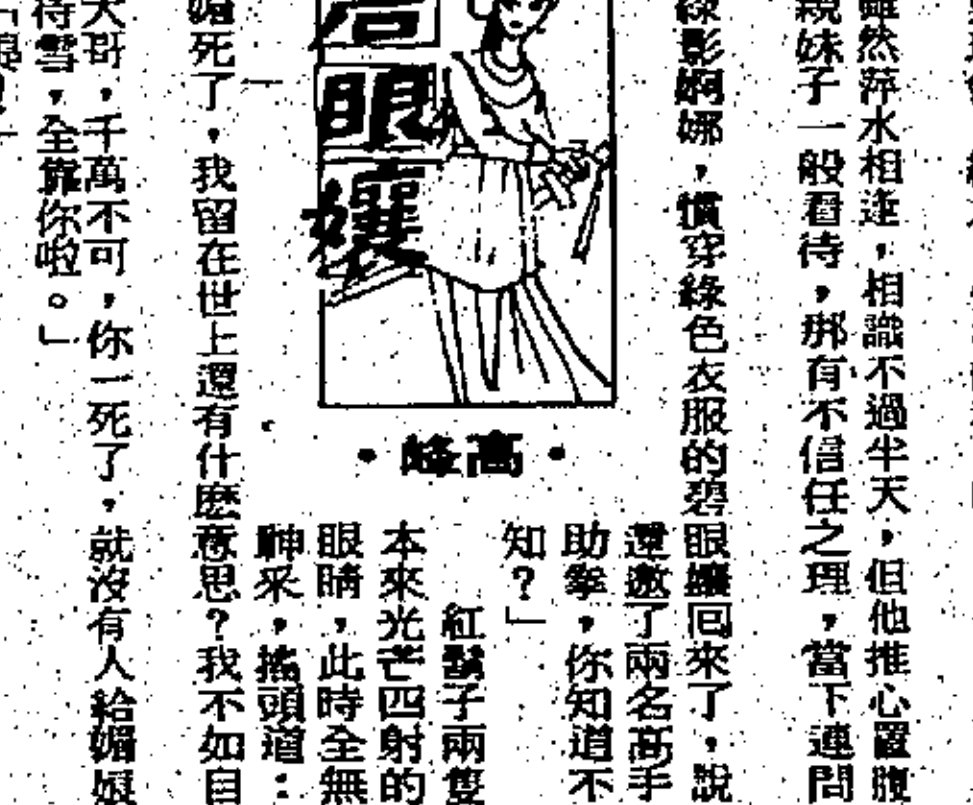 雖然萍水相逢，相識不過半天，但他推心置腹
親妹子一般看待，那有不信任之理，當下連問
綠影婀娜，慣穿綠色衣服的碧眼孃回來了，說
還邀了兩名高手
助拳，你知道不
知？」
眼孃
·高峰·
紅鬍子兩隻
本來光芒四射的
眼睛，此時全無
神采，搖頭道：
媚死了，我留在世上還有什麼意思？我不如自
大哥，千萬不可，你一死了，就沒有人給媚娘
待雪，全靠你啦。」